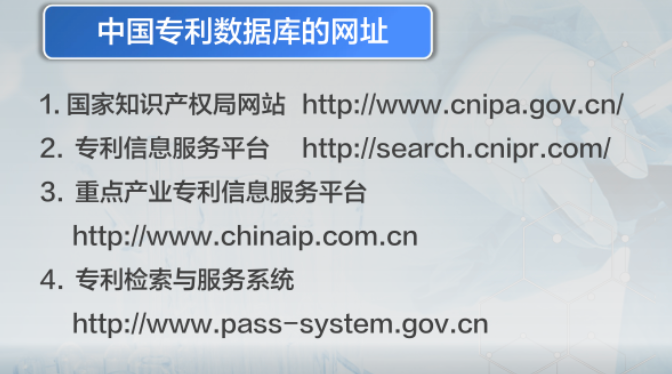 中国专利数据库的网址
1. 国家知识产权局网站 http://www.cnipa.gov.cn/
2. 专利信息服务平台 http://search.cnipr.com/
3. 重点产业专利信息服务平台
http://www.chinaip.com.cn
4. 专利检索与服务系统
http://www.pass-system.gov.cn